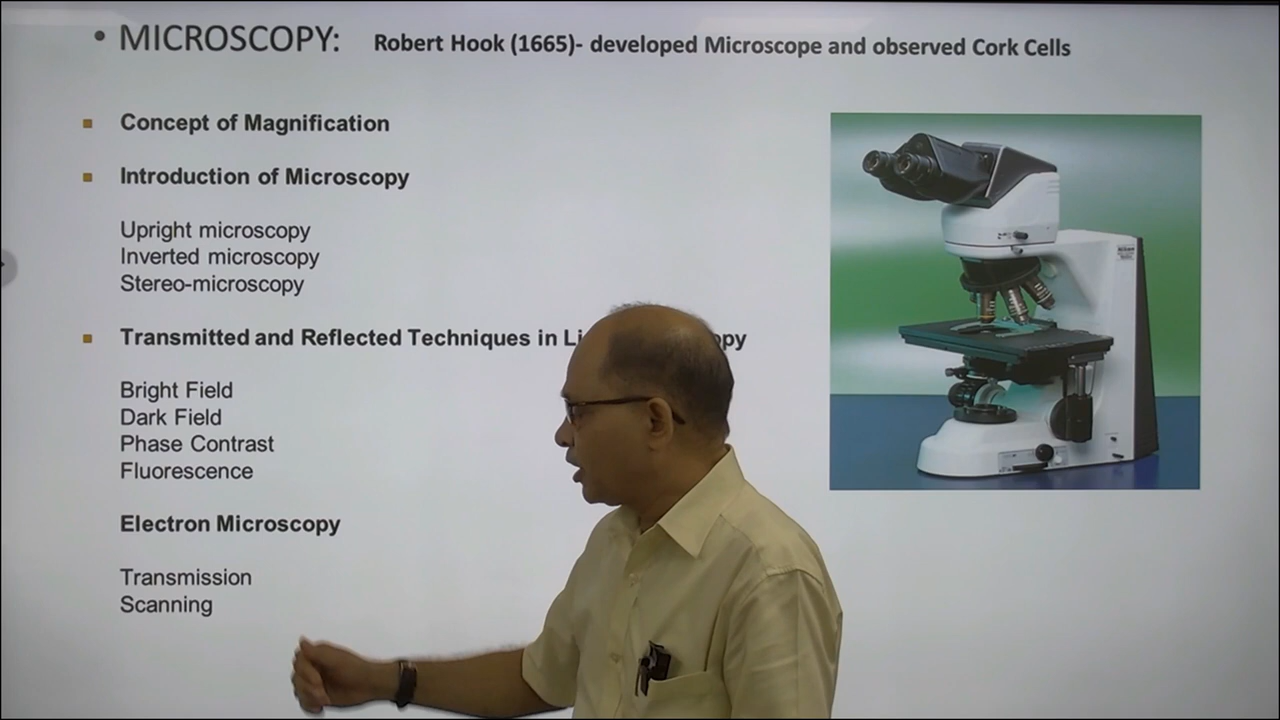 • MICROSCOPY: Robert Hook (1665)- developed Microscope and observed Cork Cells
Concept of Magnification
Introduction of Microscopy
Upright microscopy
Inverted microscopy
Stereo-microscopy
Transmitted and Reflected Techniques in
Bright Field
Dark Field
Phase Contrast
Fluorescence
Electron Microscopy
Transmission
Scanning